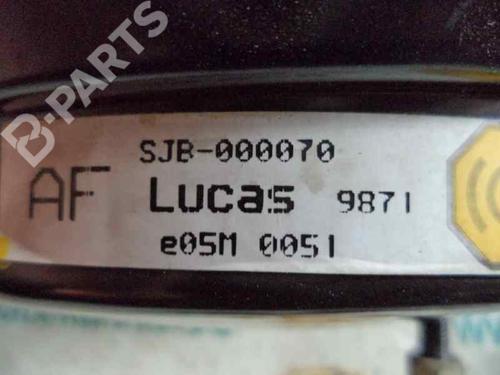 B-PARTS
SJB-000070
AF Lucas 9871
e05M 0051